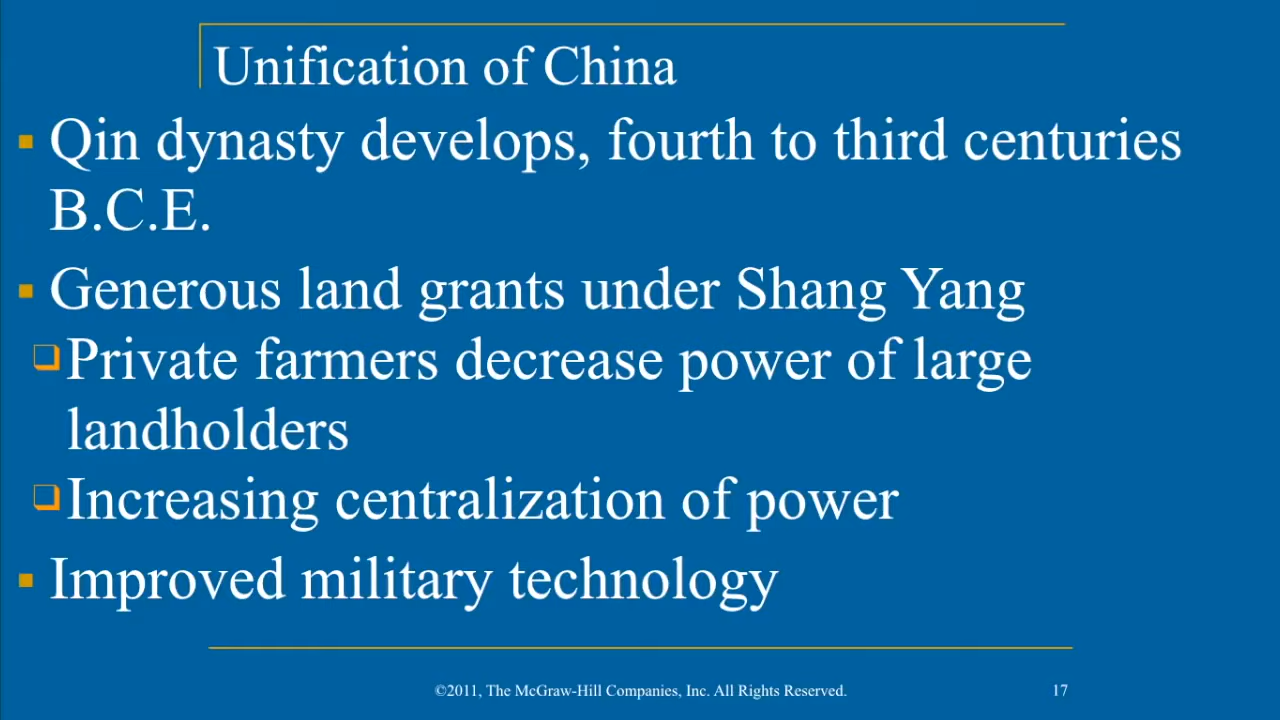 Unification of China
Qin dynasty develops, fourth to third centuries
B.C.E.
Generous land grants under Shang Yang
Private farmers decrease power of large
landholders
Increasing centralization of power
Improved military technology
©2011, The McGraw-Hill Companies, Inc. All Rights Reserved.
17